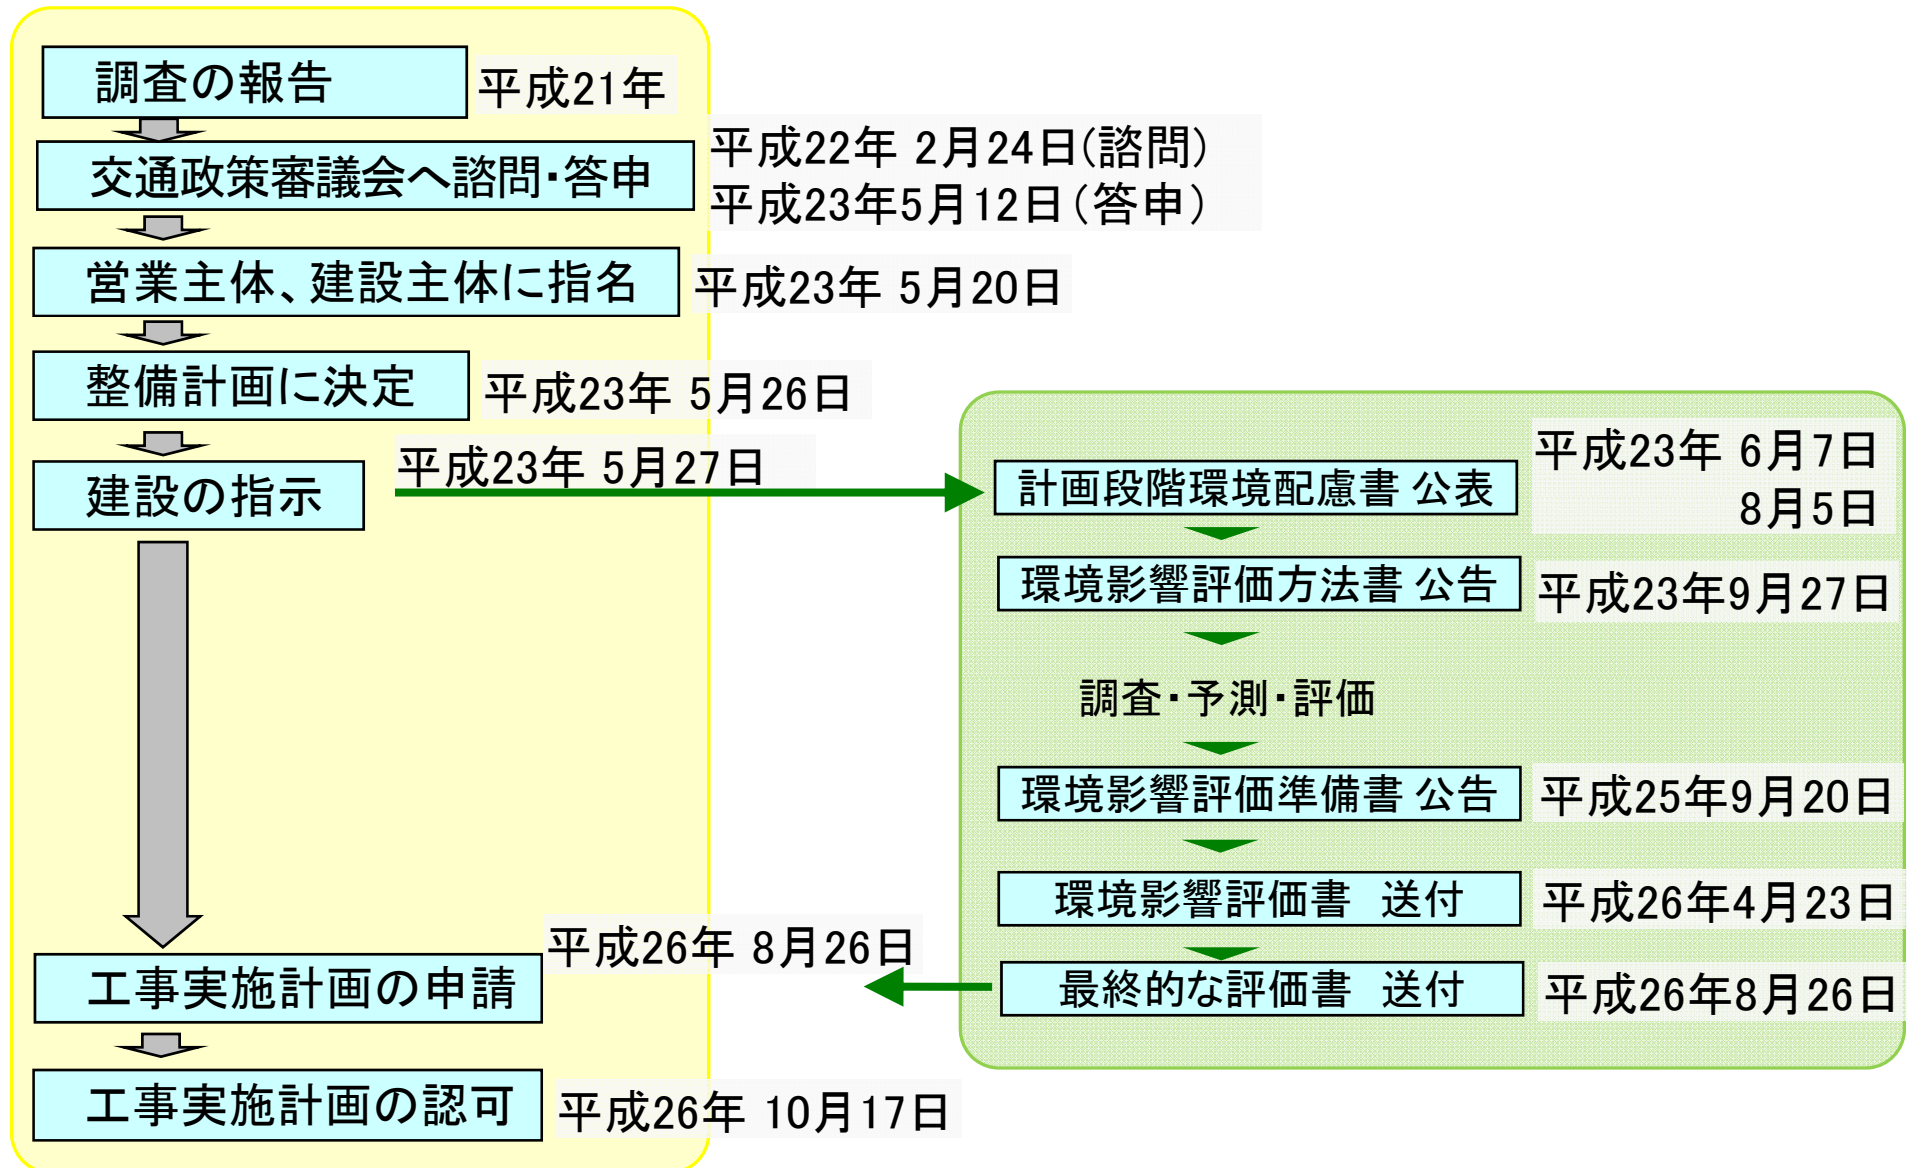 調査の報告
平成21年
交通政策審議会へ諮問・答申
平成22年 2月24日(諮問)
平成23年5月12日(答申)
営業主体、建設主体に指名
平成23年 5月20日
整備計画に決定
平成23年 5月26日
建設の指示
平成23年 5月27日
工事実施計画の申請
平成26年 8月26日
工事実施計画の認可
平成26年 10月17日
計画段階環境配慮書 公表
平成23年 6月7日
8月5日
環境影響評価方法書 公告
平成23年9月27日
調査・予測・評価
環境影響評価準備書 公告
平成25年9月20日
環境影響評価書 送付
平成26年4月23日
最終的な評価書 送付
平成26年8月26日